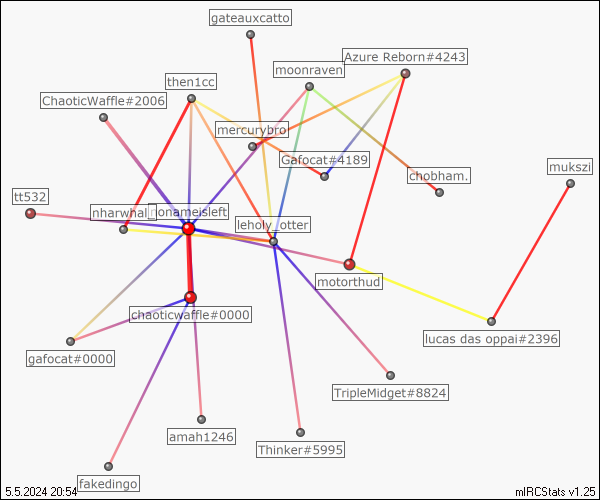 gateauxcatto
Azure Reborn#4243
moonraven
then1cc
ChaoticWaffle#2006
mercurybro
Gafocat#4189
mukszi
chobham.
tt532
nharwhal
nonameisleft
leholy_otter
motorthud
chaoticwaffle#0000
lucas das oppai#2396
gafocat#0000
TripleMidget#8824
amah1246
Thinker#5995
fakedingo
5.5.2024 20:54
mIRCStats v1.25